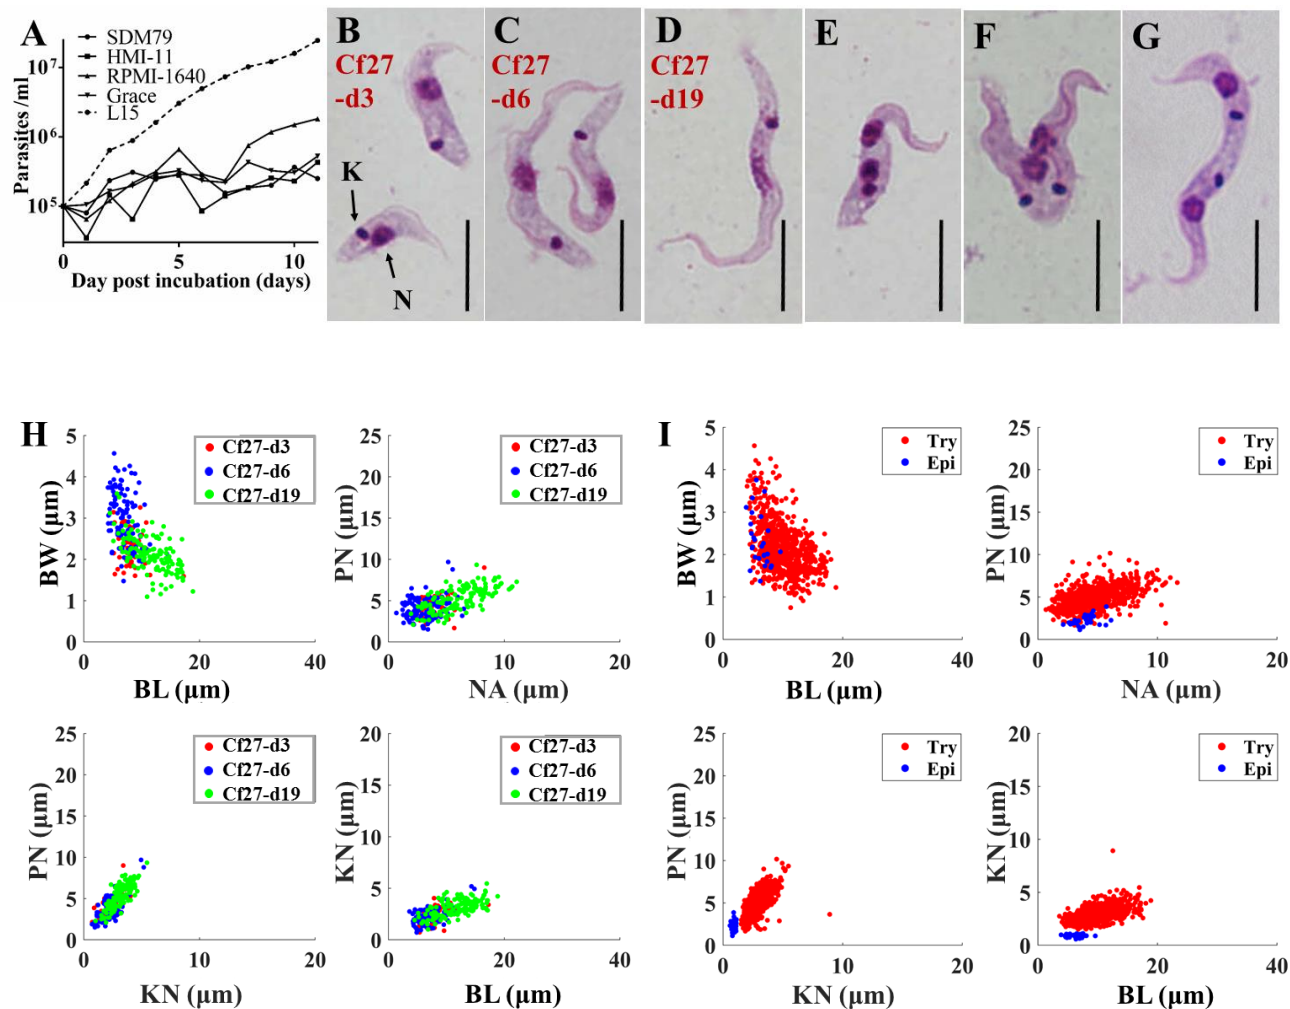 A
SDM79
HMI-11
RPMI-1640
Grace
L15
Parasites /ml
10⁷
10⁶
10⁵
0 5 10
Day post incubation (days)
B
Cf27
-d3
K
N
C
Cf27
-d6
D
Cf27
-d19
E
F
G
H
Cf27-d3
Cf27-d6
Cf27-d19
BW (μm)
5
4
3
2
1
0
0 20 40
BL (μm)
PN (μm)
25
20
15
10
5
0
0 10 20
NA (μm)
Cf27-d3
Cf27-d6
Cf27-d19
PN (μm)
25
20
15
10
5
0
0 10 20
KN (μm)
Cf27-d3
Cf27-d6
Cf27-d19
KN (μm)
20
15
10
5
0
0 20 40
BL (μm)
Cf27-d3
Cf27-d6
Cf27-d19
I
Try
Epi
BW (μm)
5
4
3
2
1
0
0 20 40
BL (μm)
Try
Epi
PN (μm)
25
20
15
10
5
0
0 10 20
NA (μm)
Try
Epi
PN (μm)
25
20
15
10
5
0
0 10 20
KN (μm)
Try
Epi
KN (μm)
20
15
10
5
0
0 20 40
BL (μm)